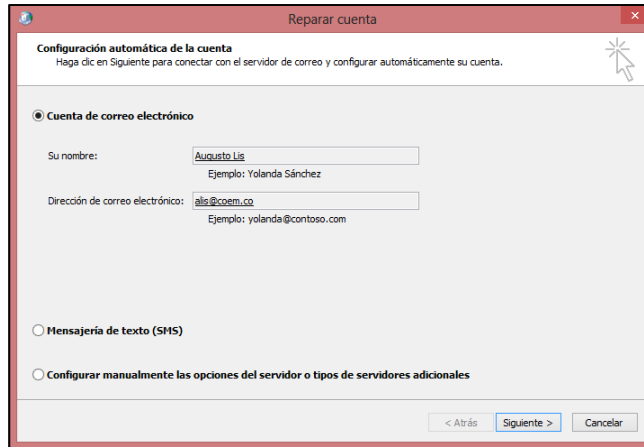 Reparar cuenta
Configuración automática de la cuenta
Haga clic en Siguiente para conectar con el servidor de correo y configurar automáticamente su cuenta.
Cuenta de correo electrónico
Su nombre: Augusto Lis
Ejemplo: Yolanda Sánchez
Dirección de correo electrónico: alis@coem.co
Ejemplo: yolanda@contoso.com
Mensajería de texto (SMS)
Configurar manualmente las opciones del servidor o tipos de servidores adicionales
< Atrás Siguiente > Cancelar